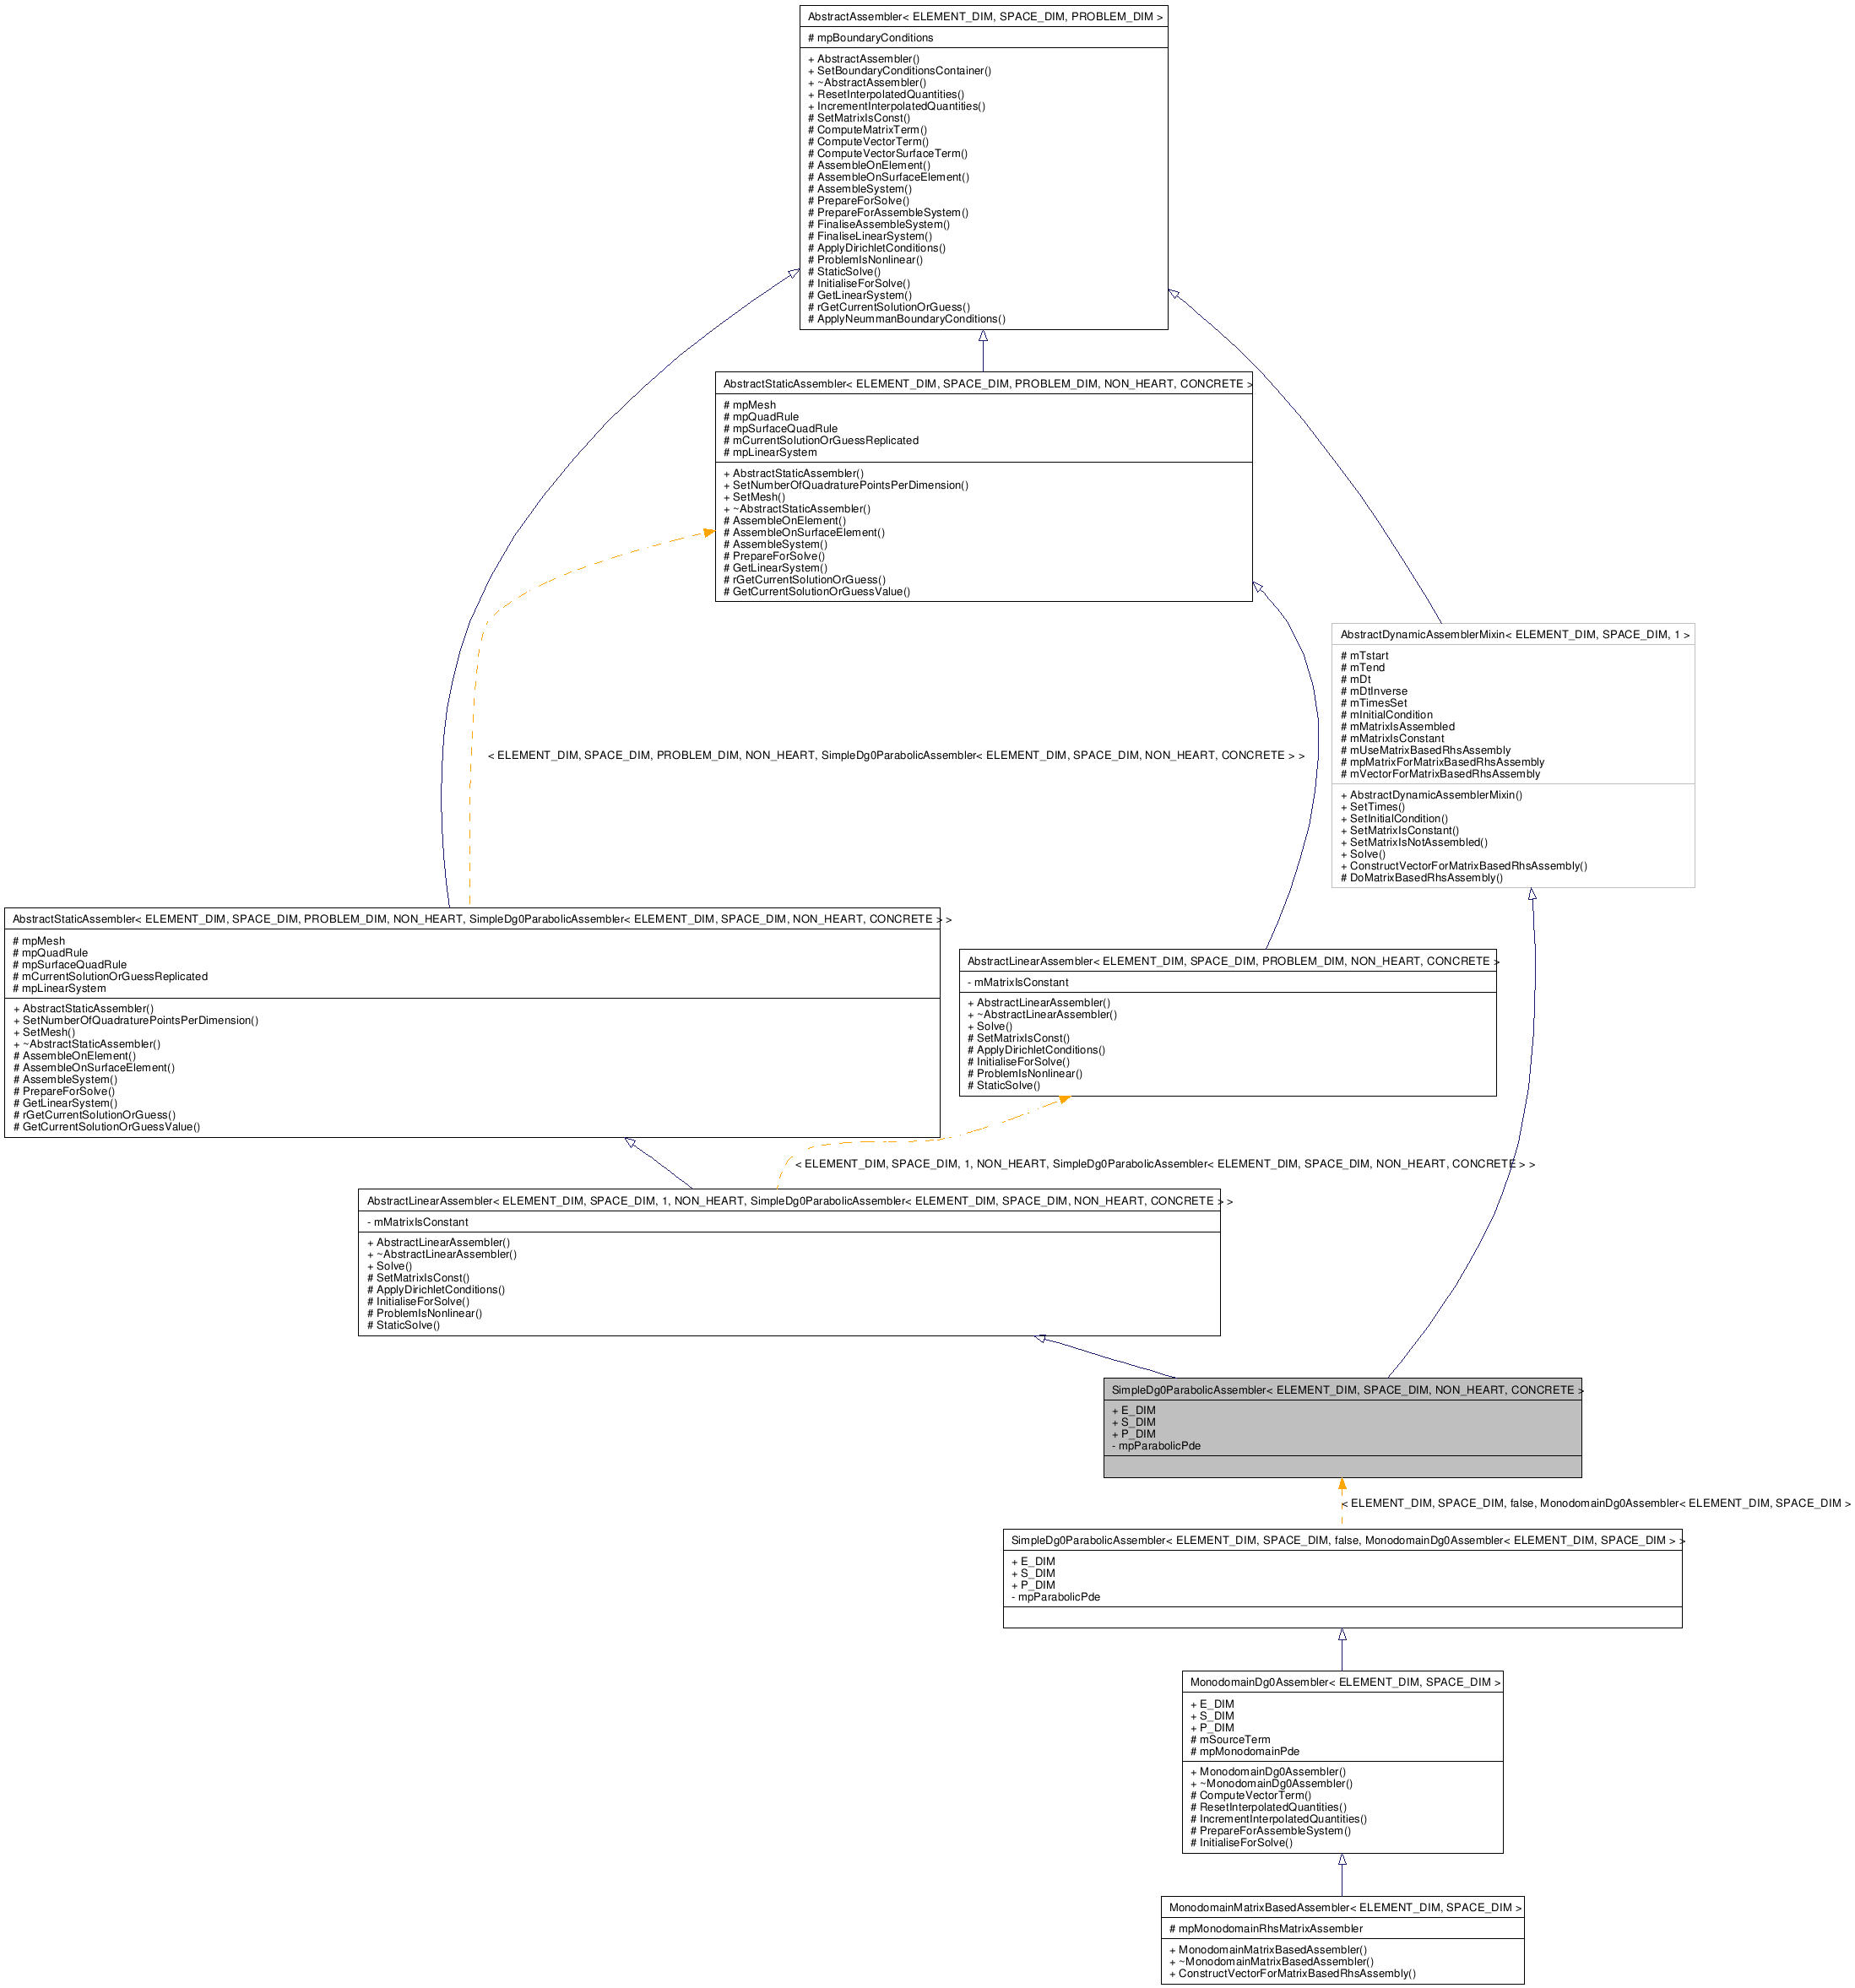 AbstractAssembler< ELEMENT_DIM, SPACE_DIM, PROBLEM_DIM >
# mpBoundaryConditions
+ AbstractAssembler()
+ SetBoundaryConditionsContainer()
+ ~AbstractAssembler()
+ ResetInterpolatedQuantities()
+ IncrementInterpolatedQuantities()
# SetMatrixIsConst()
# ComputeMatrixTerm()
# ComputeVectorTerm()
# ComputeVectorSurfaceTerm()
# AssembleOnElement()
# AssembleOnSurfaceElement()
# AssembleSystem()
# PrepareForSolve()
# PrepareForAssembleSystem()
# FinaliseAssembleSystem()
# FinaliseLinearSystem()
# ApplyDirichletConditions()
# ProblemIsNonlinear()
# StaticSolve()
# InitialiseForSolve()
# GetLinearSystem()
# rGetCurrentSolutionOrGuess()
# ApplyNeummanBoundaryConditions()
AbstractStaticAssembler< ELEMENT_DIM, SPACE_DIM, PROBLEM_DIM, NON_HEART, CONCRETE >
# mpMesh
# mpQuadRule
# mpSurfaceQuadRule
# mCurrentSolutionOrGuessReplicated
# mpLinearSystem
+ AbstractStaticAssembler()
+ SetNumberOfQuadraturePointsPerDimension()
+ SetMesh()
+ ~AbstractStaticAssembler()
# AssembleOnElement()
# AssembleOnSurfaceElement()
# AssembleSystem()
# PrepareForSolve()
# GetLinearSystem()
# rGetCurrentSolutionOrGuess()
# GetCurrentSolutionOrGuessValue()
AbstractDynamicAssemblerMixin< ELEMENT_DIM, SPACE_DIM, 1 >
# mTstart
# mTend
# mDt
# mDtInverse
# mTimesSet
# mInitialCondition
# mMatrixIsAssembled
# mMatrixIsConstant
# mUseMatrixBasedRhsAssembly
# mpMatrixForMatrixBasedRhsAssembly
# mVectorForMatrixBasedRhsAssembly
+ AbstractDynamicAssemblerMixin()
+ SetTimes()
+ SetInitialCondition()
+ SetMatrixIsConstant()
+ SetMatrixIsNotAssembled()
+ Solve()
+ ConstructVectorForMatrixBasedRhsAssembly()
# DoMatrixBasedRhsAssembly()
< ELEMENT_DIM, SPACE_DIM, PROBLEM_DIM, NON_HEART, SimpleDg0ParabolicAssembler< ELEMENT_DIM, SPACE_DIM, NON_HEART, CONCRETE > >
AbstractStaticAssembler< ELEMENT_DIM, SPACE_DIM, PROBLEM_DIM, NON_HEART, SimpleDg0ParabolicAssembler< ELEMENT_DIM, SPACE_DIM, NON_HEART, CONCRETE > >
# mpMesh
# mpQuadRule
# mpSurfaceQuadRule
# mCurrentSolutionOrGuessReplicated
# mpLinearSystem
+ AbstractStaticAssembler()
+ SetNumberOfQuadraturePointsPerDimension()
+ SetMesh()
+ ~AbstractStaticAssembler()
# AssembleOnElement()
# AssembleOnSurfaceElement()
# AssembleSystem()
# PrepareForSolve()
# GetLinearSystem()
# rGetCurrentSolutionOrGuess()
# GetCurrentSolutionOrGuessValue()
AbstractLinearAssembler< ELEMENT_DIM, SPACE_DIM, PROBLEM_DIM, NON_HEART, CONCRETE >
- mMatrixIsConstant
+ AbstractLinearAssembler()
+ ~AbstractLinearAssembler()
+ Solve()
# SetMatrixIsConst()
# ApplyDirichletConditions()
# InitialiseForSolve()
# ProblemIsNonlinear()
# StaticSolve()
< ELEMENT_DIM, SPACE_DIM, 1, NON_HEART, SimpleDg0ParabolicAssembler< ELEMENT_DIM, SPACE_DIM, NON_HEART, CONCRETE > >
AbstractLinearAssembler< ELEMENT_DIM, SPACE_DIM, 1, NON_HEART, SimpleDg0ParabolicAssembler< ELEMENT_DIM, SPACE_DIM, NON_HEART, CONCRETE > >
- mMatrixIsConstant
+ AbstractLinearAssembler()
+ ~AbstractLinearAssembler()
+ Solve()
# SetMatrixIsConst()
# ApplyDirichletConditions()
# InitialiseForSolve()
# ProblemIsNonlinear()
# StaticSolve()
SimpleDg0ParabolicAssembler< ELEMENT_DIM, SPACE_DIM, NON_HEART, CONCRETE >
+ E_DIM
+ S_DIM
+ P_DIM
- mpParabolicPde
< ELEMENT_DIM, SPACE_DIM, false, MonodomainDg0Assembler< ELEMENT_DIM, SPACE_DIM >
SimpleDg0ParabolicAssembler< ELEMENT_DIM, SPACE_DIM, false, MonodomainDg0Assembler< ELEMENT_DIM, SPACE_DIM > >
+ E_DIM
+ S_DIM
+ P_DIM
- mpParabolicPde
MonodomainDg0Assembler< ELEMENT_DIM, SPACE_DIM >
+ E_DIM
+ S_DIM
+ P_DIM
# mSourceTerm
# mpMonodomainPde
+ MonodomainDg0Assembler()
+ ~MonodomainDg0Assembler()
# ComputeVectorTerm()
# ResetInterpolatedQuantities()
# IncrementInterpolatedQuantities()
# PrepareForAssembleSystem()
# InitialiseForSolve()
MonodomainMatrixBasedAssembler< ELEMENT_DIM, SPACE_DIM >
# mpMonodomainRhsMatrixAssembler
+ MonodomainMatrixBasedAssembler()
+ ~MonodomainMatrixBasedAssembler()
+ ConstructVectorForMatrixBasedRhsAssembly()